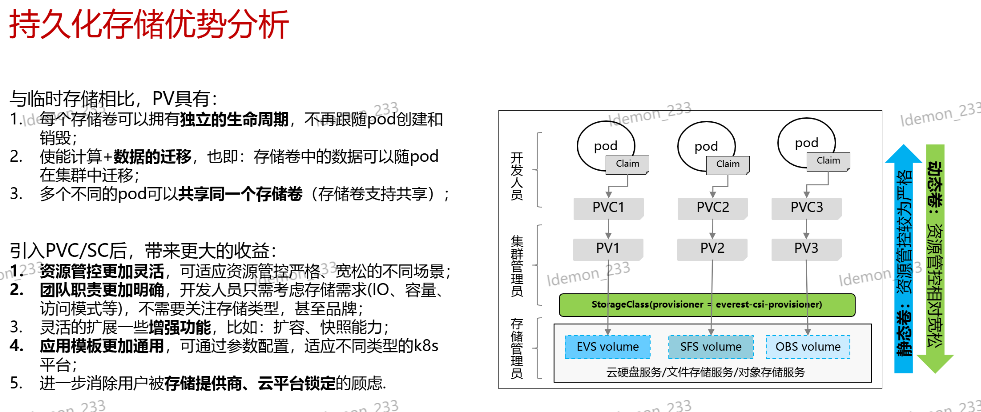 持久化存储优势分析
与临时存储相比，PV具有：
1. 每个存储卷可以拥有独立的生命周期，不再跟随pod创建和
销毁；
2. 使能计算+数据的迁移，也即：存储卷中的数据可以随pod
在集群中迁移；
3. 多个不同的pod可以共享同一个存储卷（存储卷支持共享）；
引入PVC/SC后，带来更大的收益：
1. 资源管控更加灵活，可适应资源管控严格、宽松的不同场景；
2. 团队职责更加明确，开发人员只需考虑存储需求(IO、容量、
访问模式等)，不需要关注存储类型，甚至品牌；
3. 灵活的扩展一些增强功能，比如：扩容、快照能力；
4. 应用模板更加通用，可通过参数配置，适应不同类型的k8s
平台；
5. 进一步消除用户被存储提供商、云平台锁定的顾虑.
开发人员
pod pod pod
Claim Claim Claim
PVC1 PVC2 PVC3
集群管理员
PV1 PV2 PV3
StorageClass(provisioner = everest-csi-provisioner)
存储管理员
EVS volume SFS volume OBS volume
云硬盘服务/文件存储服务/对象存储服务
静态卷：资源管控较为严格
动态卷：资源管控相对宽松
ldemon_233
ldemon_233
ldemon_233
ldemon_233
ldemon_233
ldemon_233